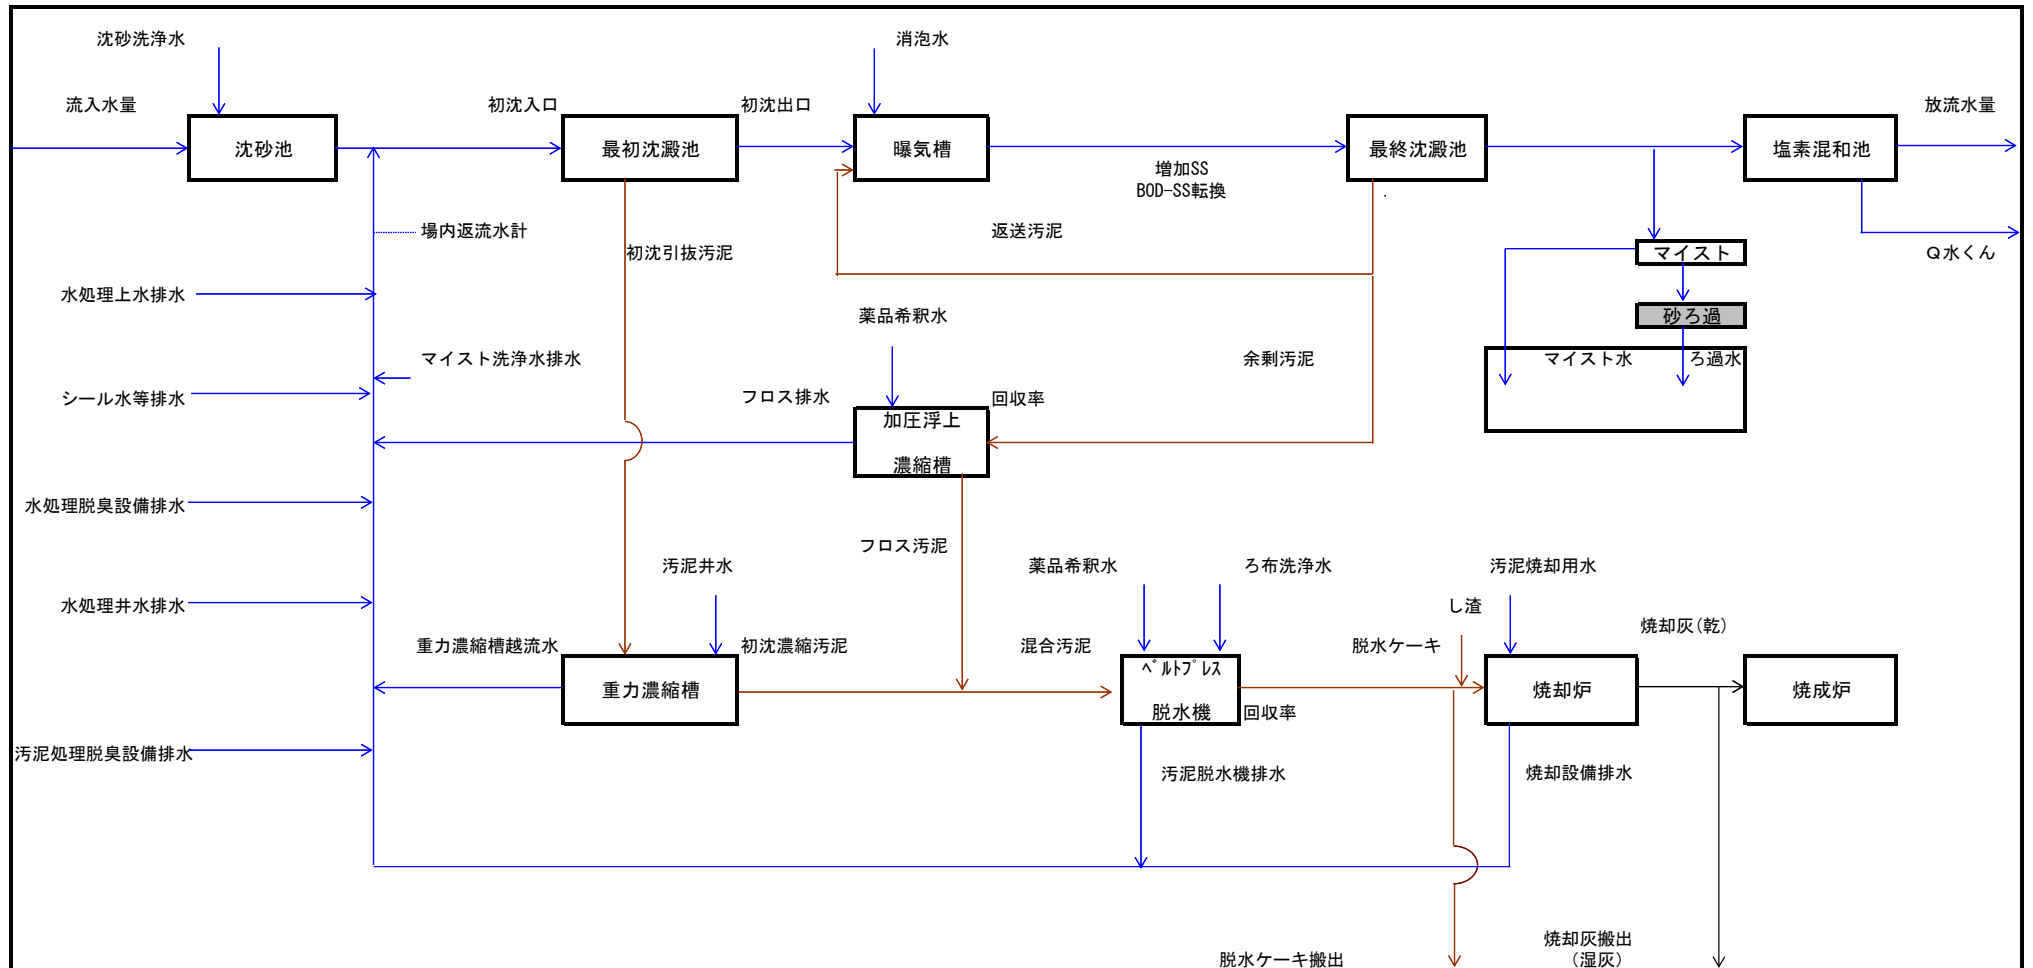 沈砂洗浄水
消泡水
流入水量
初沈入口
初沈出口
放流水量
沈砂池
最初沈澱池
曝気槽
最終沈澱池
塩素混和池
増加SS
BOD-SS転換
場内返流水計
返送汚泥
初沈引抜汚泥
マイスト
Q水くん
水処理上水排水
薬品希釈水
砂ろ過
マイスト洗浄水排水
余剰汚泥
マイスト水
ろ過水
シール水等排水
フロス排水
回収率
加圧浮上
濃縮槽
水処理脱臭設備排水
フロス汚泥
汚泥井水
薬品希釈水
ろ布洗浄水
汚泥焼却用水
水処理井水排水
し渣
焼却灰(乾)
重力濃縮槽越流水
初沈濃縮汚泥
混合汚泥
脱水ケーキ
ﾍﾞﾙﾄﾌﾟﾚｽ
脱水機
重力濃縮槽
焼却炉
焼成炉
回収率
汚泥処理脱臭設備排水
汚泥脱水機排水
焼却設備排水
焼却灰搬出
(湿灰)
脱水ケーキ搬出